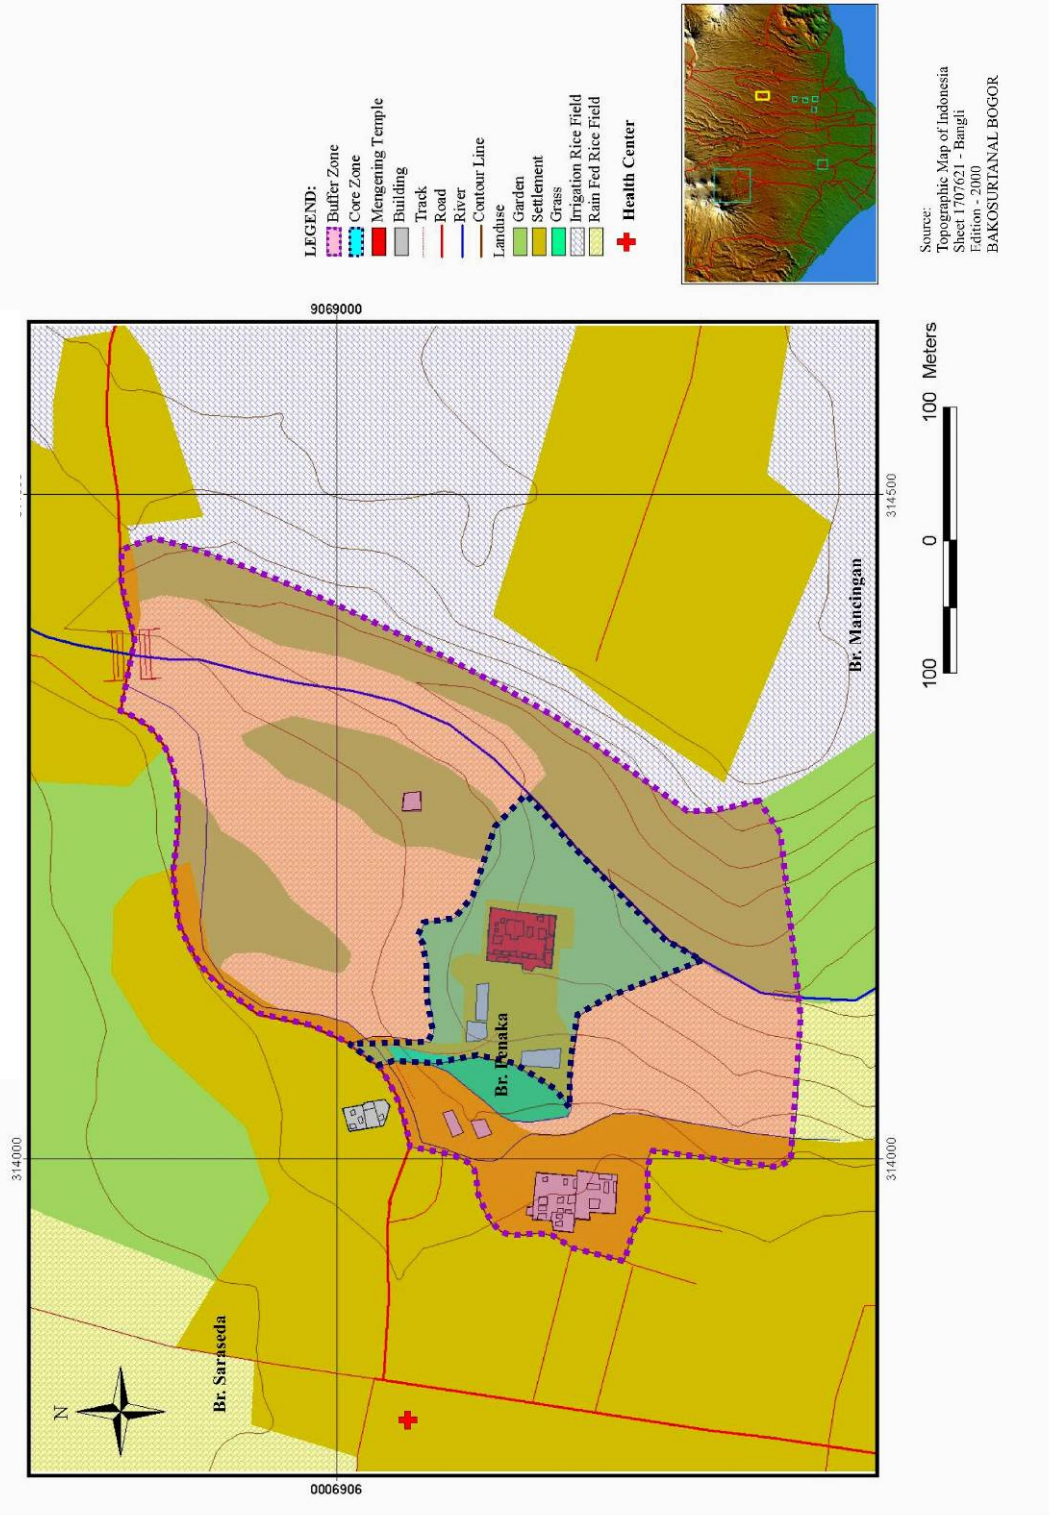 N
Br. Saraseda
Br. Penaka
Br. Mancingan
9069000
9069000
314000
314000
314500
100 0 100 Meters
LEGEND:
Buffer Zone
Core Zone
Mengening Temple
Building
Track
Road
River
Contour Line
Landuse
Garden
Settlement
Grass
Irrigation Rice Field
Rain Fed Rice Field
Health Center
Source:
Topographic Map of Indonesia
Sheet 1707621 - Bangli
Edition - 2000
BAKOSURTANAL BOGOR